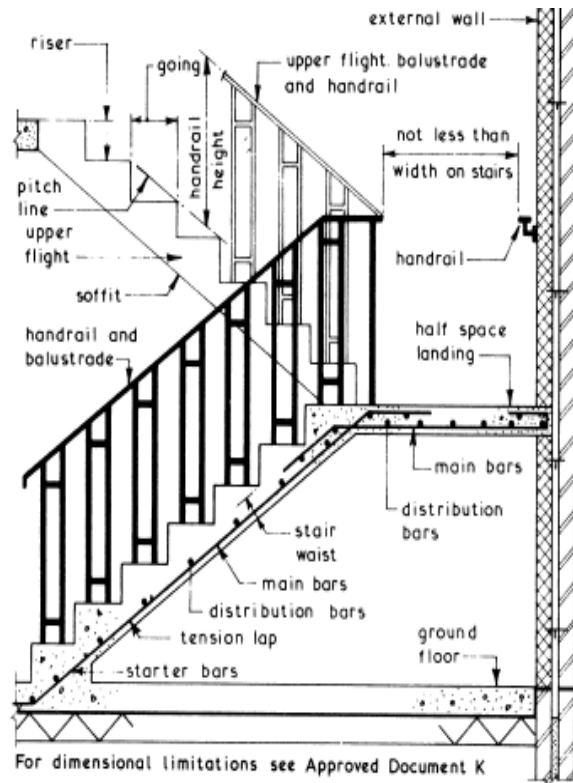 external wall
riser
going
upper flight. balustrade
and handrail
handrail
height
not less than
width on stairs
pitch
line
upper
flight
handrail
soffit
half space
landing
handrail and
balustrade
main bars
distribution
bars
stair
waist
main bars
distribution bars
tension lap
ground
floor
starter bars
For dimensional limitations see Approved Document K